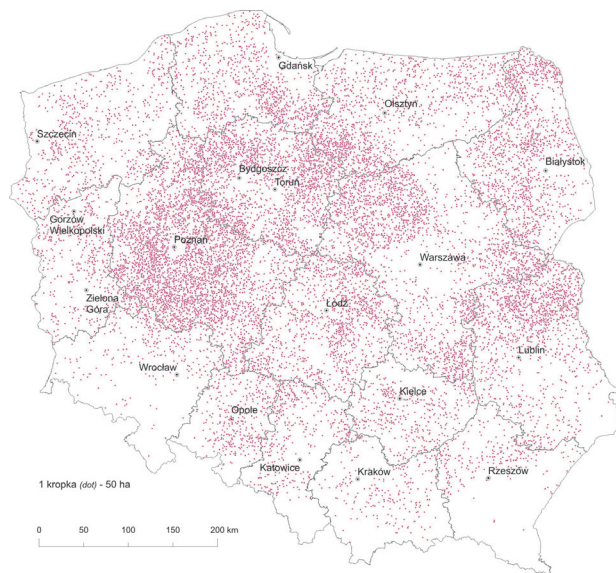 Gdańsk
Olsztyn
Szczecin
Białystok
Bydgoszcz
Toruń
Gorzów
Wielkopolski
Poznań
Warszawa
Zielona
Góra
Łódź
Lublin
Wrocław
Kielce
Opole
Katowice
Kraków
Rzeszów
1 kropka (dot) - 50 ha
0 50 100 150 200 km